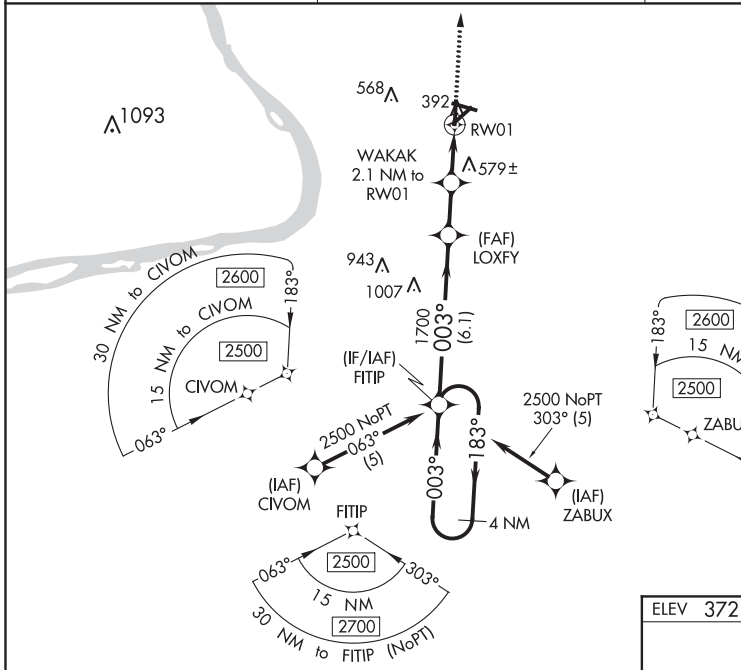 1093
568
392
RW01
WAKAK
2.1 NM to
RW01
579±
(FAF)
LOXFY
943
1007
1700
003°
(6.1)
30 NM to CIVOM
2600
183°
15 NM to CIVOM
2500
CIVOM
063°
(IF/IAF)
FITIP
2500 NoPT
063°
(5)
(IAF)
CIVOM
003°
183°
4 NM
2500 NoPT
303° (5)
(IAF)
ZABUX
183°
2600
15 NM
2500
FITIP
063°
2500
303°
15 NM
2700
30 NM to FITIP (NoPT)
ELEV 372